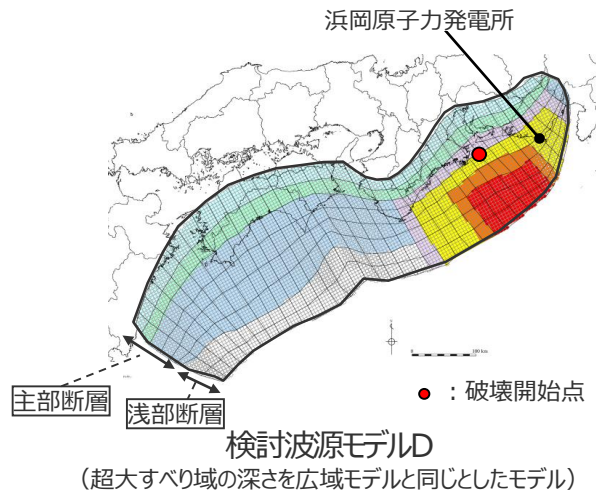 浜岡原子力発電所
100 km
主部断層
浅部断層
：破壊開始点
検討波源モデルD
（超大すべり域の深さを広域モデルと同じとしたモデル）